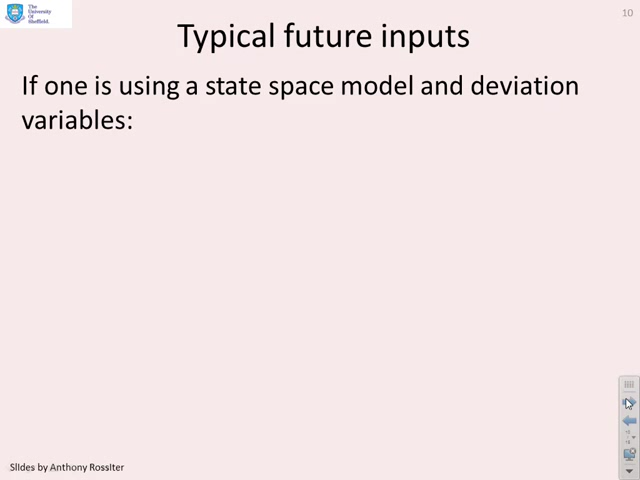 The
University
Of
Sheffield.
10
Typical future inputs
If one is using a state space model and deviation
variables:
Slides by Anthony Rossiter